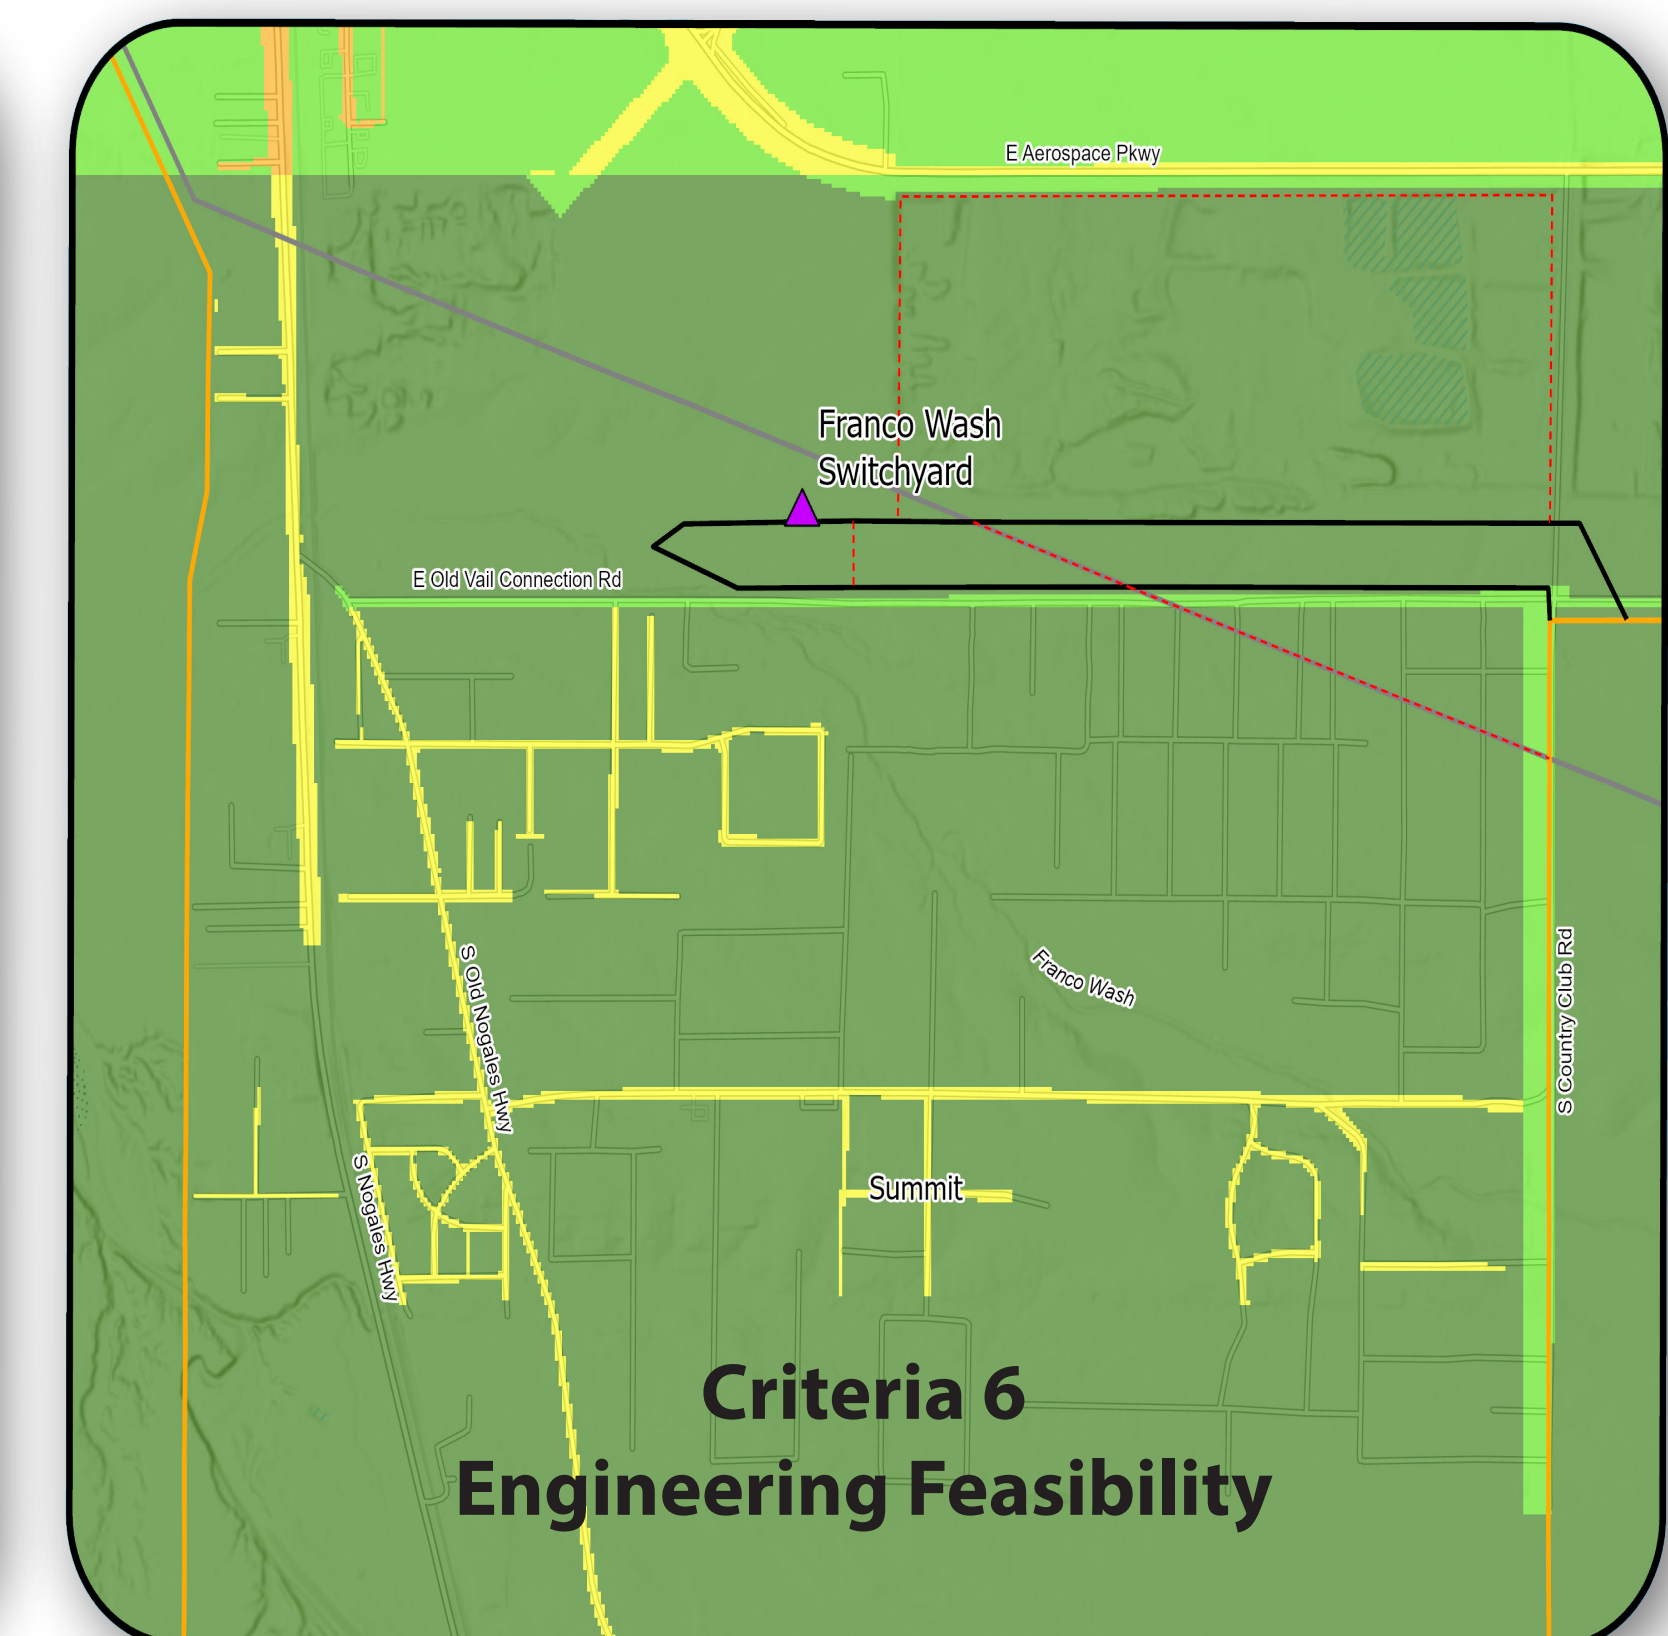 E Aerospace Pkwy
Franco Wash
Switchyard
E Old Vail Connection Rd
S Old Nogales Hwy
Franco Wash
S Country Club Rd
S Nogales Hwy
Summit
Criteria 6
Engineering Feasibility